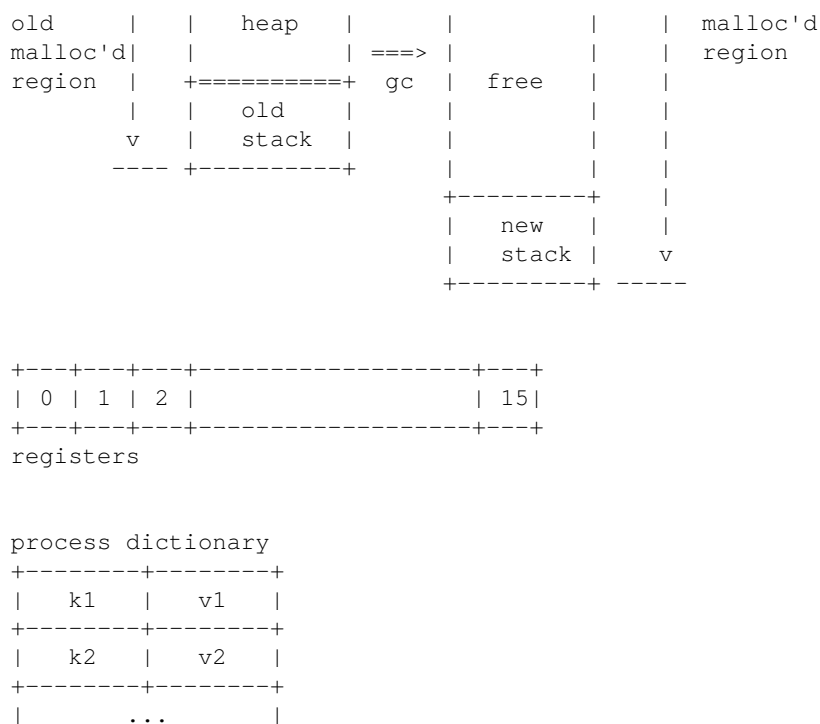 old       |  |   heap   |      |         |    |  malloc'd
malloc'd|   |          | ===> |         |    |  region
region  |   +==========+  gc  |  free   |    |
        |  |   old    |      |         |    |
        v  |   stack  |      |         |    |
       ---- +----------+      |         |    |
                              +---------+    |
                              |   new   |    |
                              |   stack |    v
                              +---------+ -----
+---+---+---+------------------+---+
| 0 | 1 | 2 |                  | 15|
+---+---+---+------------------+---+
registers
process dictionary
+--------+--------+
|   k1   |   v1   |
+--------+--------+
|   k2   |   v2   |
+--------+--------+
|       ...       |